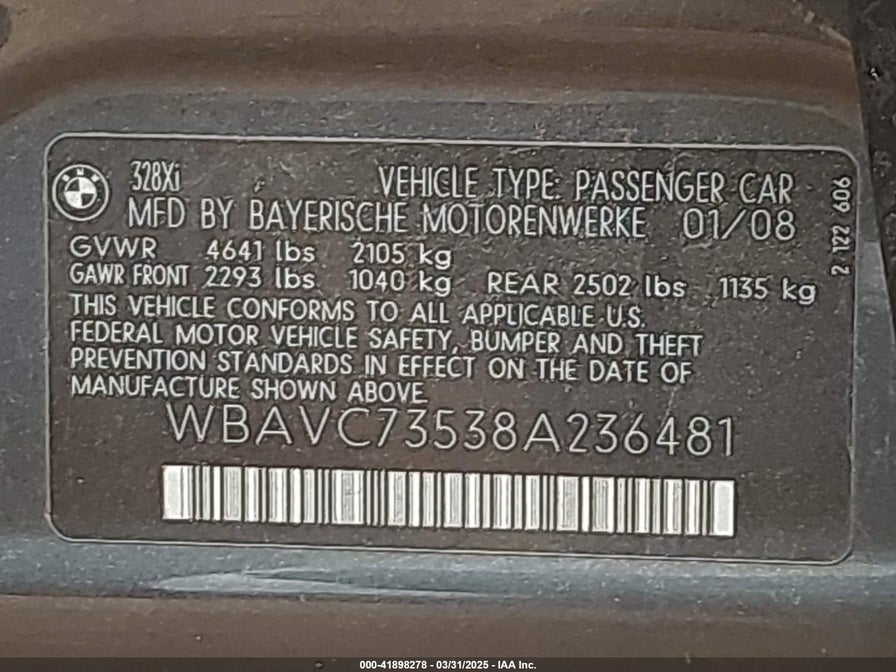 BMW
328Xi
VEHICLE TYPE PASSENGER CAR
MFD BY BAYERISCHE MOTORENWERKE 01/08
GVWR 4641 lbs 2105 kg
GAWR FRONT 2293 lbs 1040 kg REAR 2502 lbs 1135 kg
THIS VEHICLE CONFORMS TO ALL APPLICABLE U.S.
FEDERAL MOTOR VEHICLE SAFETY, BUMPER AND THEFT
PREVENTION STANDARDS IN EFFECT ON THE DATE OF
MANUFACTURE SHOWN ABOVE
WBAVC73538A236481
2 122 606
000-41898278 - 03/31/2025 - IAA Inc.